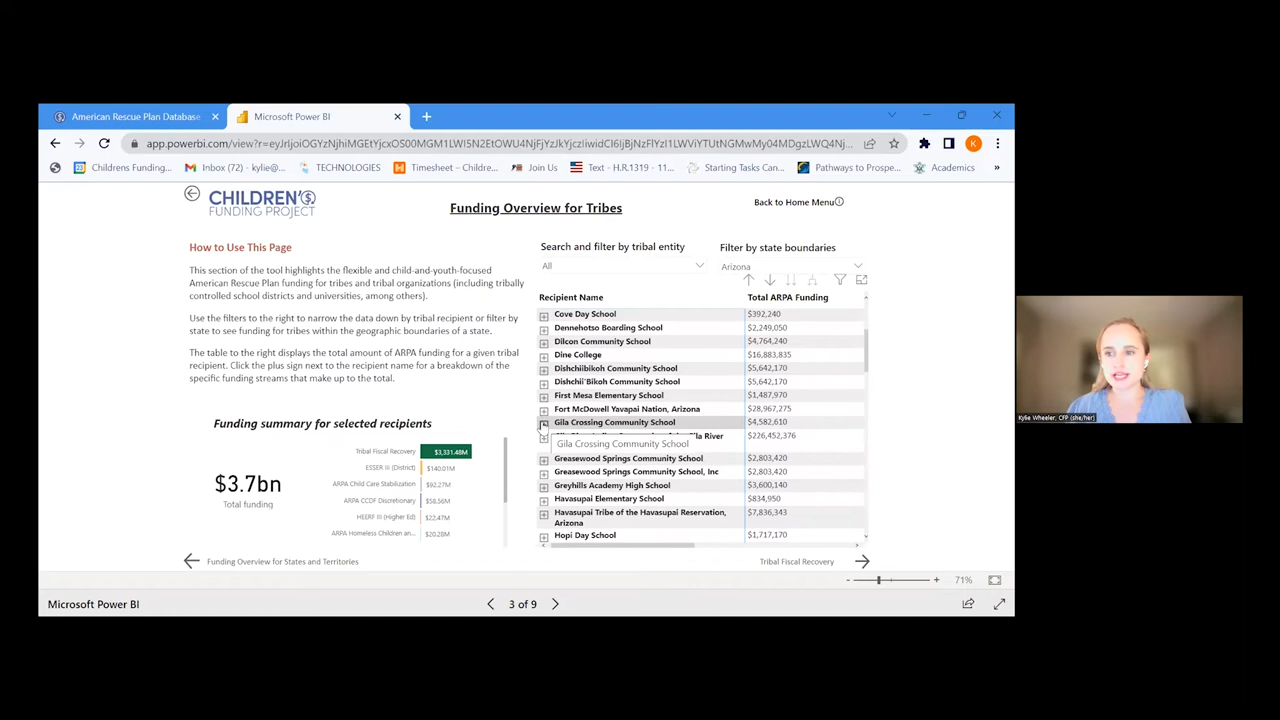 American Rescue Plan Database
Microsoft Power BI
Childrens Funding...
Inbox (72) - kylie@...
TECHNOLOGIES
Timesheet – Childre...
Join Us
Text - H.R.1319 - 11...
Starting Tasks Can...
Pathways to Prospe...
Academics
»
CHILDREN'S
FUNDING PROJECT
Funding Overview for Tribes
Back to Home Menu
How to Use This Page
This section of the tool highlights the flexible and child-and-youth-focused
American Rescue Plan funding for tribes and tribal organizations (including tribally
controlled school districts and universities, among others).
Use the filters to the right to narrow the data down by tribal recipient or filter by
state to see funding for tribes within the geographic boundaries of a state.
The table to the right displays the total amount of ARPA funding for a given tribal
recipient. Click the plus sign next to the recipient name for a breakdown of the
specific funding streams that make up to the total.
Funding summary for selected recipients
$3.7bn
Total funding
Tribal Fiscal Recovery $3,331.48M
ESSER III (District) $140.01M
ARPA Child Care Stabilization $92.27M
ARPA CCDF Discretionary $58.56M
HEERF III (Higher Ed) $22.47M
ARPA Homeless Children an... $20.28M
Search and filter by tribal entity
All
Filter by state boundaries
Arizona
Recipient Name Total ARPA Funding
Cove Day School $392,240
Dennehotso Boarding School $2,249,050
Dilcon Community School $4,764,240
Dine College $16,883,835
Dishchiibikoh Community School $5,642,170
Dishchii'Bikoh Community School $5,642,170
First Mesa Elementary School $1,487,970
Fort McDowell Yavapai Nation, Arizona $28,967,275
Gila Crossing Community School $4,582,610
River $226,452,376
Gila Crossing Community School
Greasewood Springs Community School $2,803,420
Greasewood Springs Community School, Inc $2,803,420
Greyhills Academy High School $3,600,140
Havasupai Elementary School $834,950
Havasupai Tribe of the Havasupai Reservation, $7,836,343
Arizona
Hopi Day School $1,717,170
Funding Overview for States and Territories
Tribal Fiscal Recovery
- + 71%
Microsoft Power BI
3 of 9
K
Kylie Wheeler, CFP (she/her)